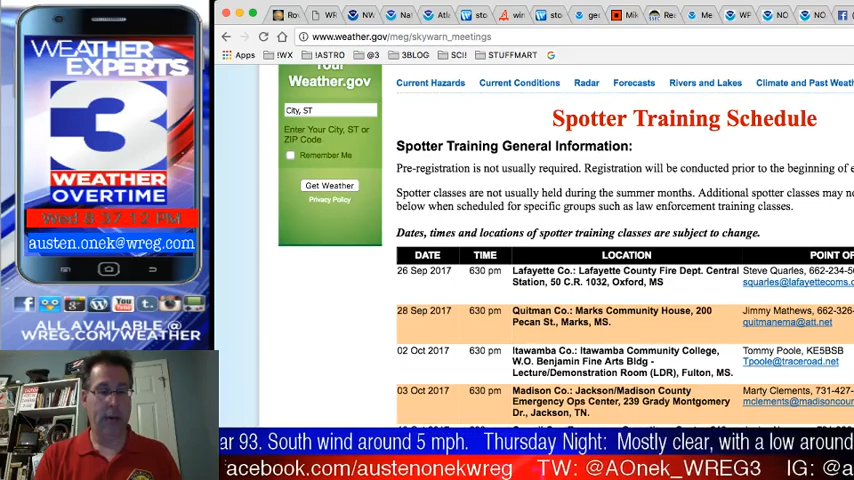 WEATHER
EXPERTS
3
WEATHER
OVERTIME
Wed 8:37:12 PM
austen.onek@wreg.com
ALL AVAILABLE @
WREG.COM/WEATHER
www.weather.gov/meg/skywarn_meetings
Apps !WX !ASTRO @3 3BLOG SCI! STUFFMART
Your
Weather.gov
City, ST
Enter Your City, ST or
ZIP Code
Remember Me
Get Weather
Privacy Policy
Current Hazards Current Conditions Radar Forecasts Rivers and Lakes Climate and Past Weath
Spotter Training Schedule
Spotter Training General Information:
Pre-registration is not usually required. Registration will be conducted prior to the beginning of e
Spotter classes are not usually held during the summer months. Additional spotter classes may no
below when scheduled for specific groups such as law enforcement training classes.
Dates, times and locations of spotter training classes are subject to change.
DATE TIME LOCATION POINT OF
26 Sep 2017 630 pm Lafayette Co.: Lafayette County Fire Dept. Central Steve Quarles, 662-234-5
Station, 50 C.R. 1032, Oxford, MS squarles@lafayettecoms.c
28 Sep 2017 630 pm Quitman Co.: Marks Community House, 200 Jimmy Mathews, 662-326-
Pecan St., Marks, MS. quitmanema@att.net
02 Oct 2017 630 pm Itawamba Co.: Itawamba Community College, Tommy Poole, KE5BSB
W.O. Benjamin Fine Arts Bldg - Tpoole@traceroad.net
Lecture/Demonstration Room (LDR), Fulton, MS.
03 Oct 2017 630 pm Madison Co.: Jackson/Madison County Marty Clements, 731-427-
Emergency Ops Center, 239 Grady Montgomery mclements@madisoncour
Dr., Jackson, TN.
ar 93. South wind around 5 mph. Thursday Night: Mostly clear, with a low around
facebook.com/austenonekwreg TW: @AOnek_WREG3 IG: @a